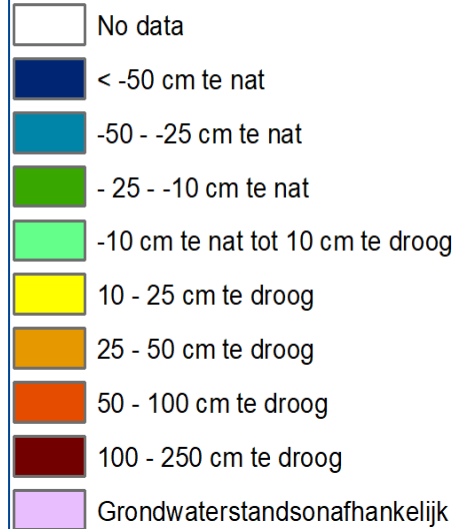 No data
< -50 cm te nat
-50 - -25 cm te nat
- 25 - -10 cm te nat
-10 cm te nat tot 10 cm te droog
10 - 25 cm te droog
25 - 50 cm te droog
50 - 100 cm te droog
100 - 250 cm te droog
Grondwaterstandsonafhankelijk